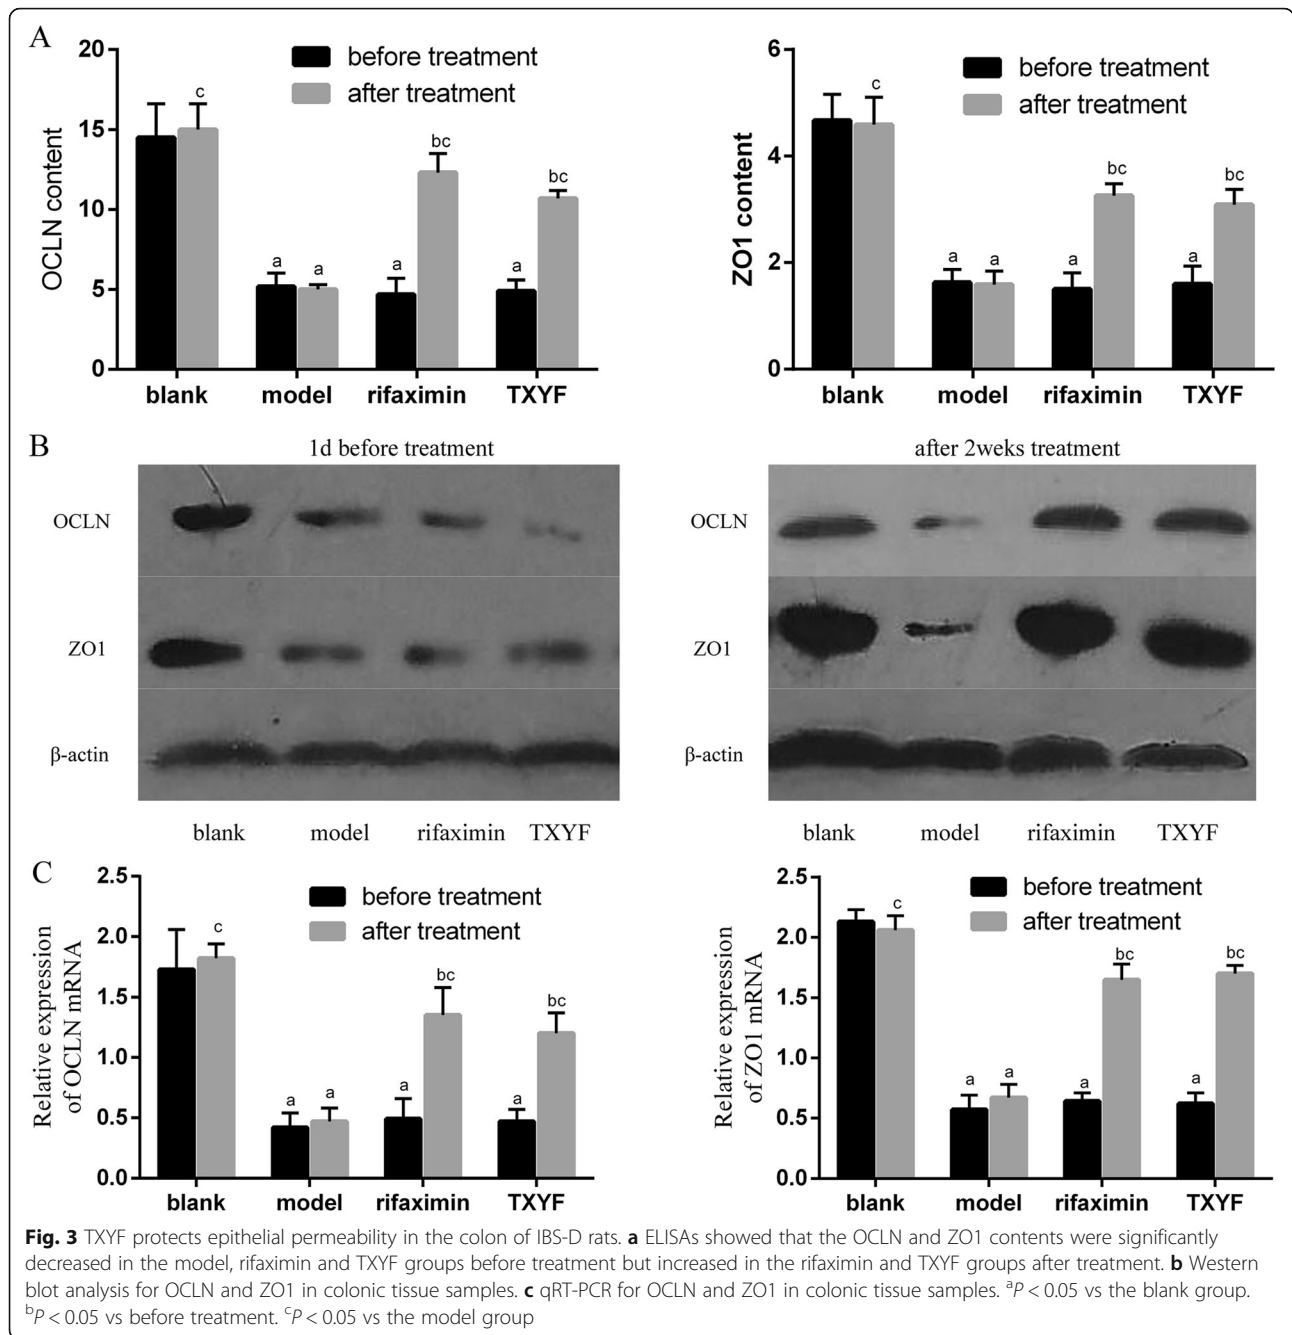 A
20
15
10
5
0
OCLN content
before treatment
after treatment
c
a
a
a
bc
a
bc
blank model rifaximin TXYF
6
4
2
0
ZO1 content
before treatment
after treatment
c
a
a
a
bc
a
bc
blank model rifaximin TXYF
B
1d before treatment
OCLN
ZO1
β-actin
blank model rifaximin TXYF
after 2weks treatment
OCLN
ZO1
β-actin
blank model rifaximin TXYF
C
2.5
2.0
1.5
1.0
0.5
0.0
Relative expression
of OCLN mRNA
before treatment
after treatment
c
a
a
a
bc
a
bc
blank model rifaximin TXYF
2.5
2.0
1.5
1.0
0.5
0.0
Relative expression
of ZO1 mRNA
before treatment
after treatment
c
a
a
a
bc
a
bc
blank model rifaximin TXYF
Fig. 3 TXYF protects epithelial permeability in the colon of IBS-D rats. a ELISAs showed that the OCLN and ZO1 contents were significantly
decreased in the model, rifaximin and TXYF groups before treatment but increased in the rifaximin and TXYF groups after treatment. b Western
blot analysis for OCLN and ZO1 in colonic tissue samples. c qRT-PCR for OCLN and ZO1 in colonic tissue samples. ᵃP < 0.05 vs the blank group.
ᵇP < 0.05 vs before treatment. ᶜP < 0.05 vs the model group